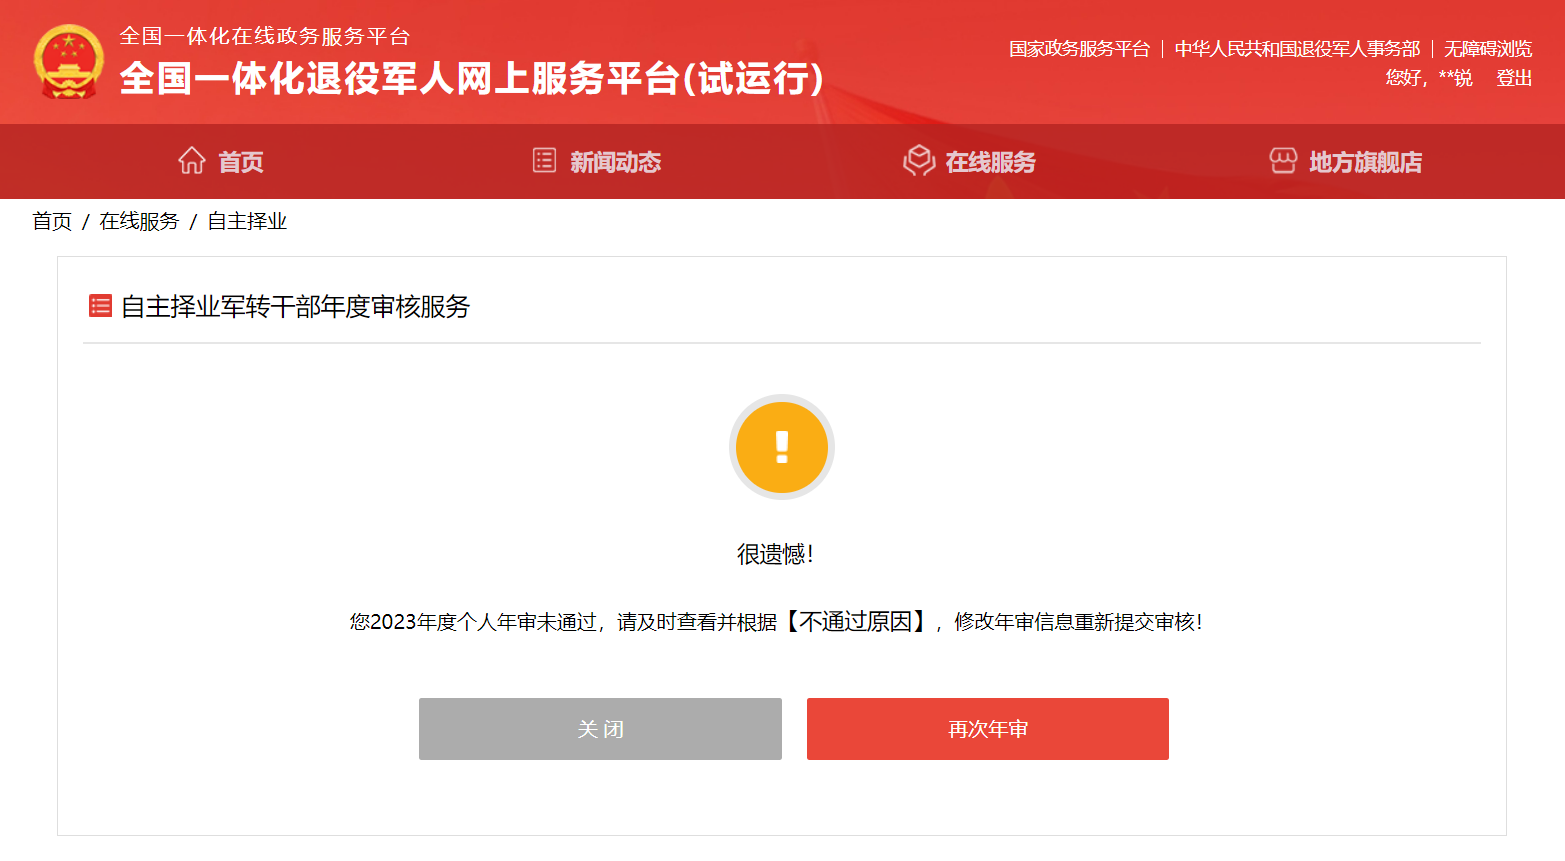 全国一体化在线政务服务平台
全国一体化退役军人网上服务平台(试运行)
国家政务服务平台 | 中华人民共和国退役军人事务部 | 无障碍浏览
您好, **锐 登出
首页 新闻动态 在线服务 地方旗舰店
首页 / 在线服务 / 自主择业
自主择业军转干部年度审核服务
很遗憾!
您2023年度个人年审未通过, 请及时查看并根据【不通过原因】, 修改年审信息重新提交审核!
关 闭 再次年审